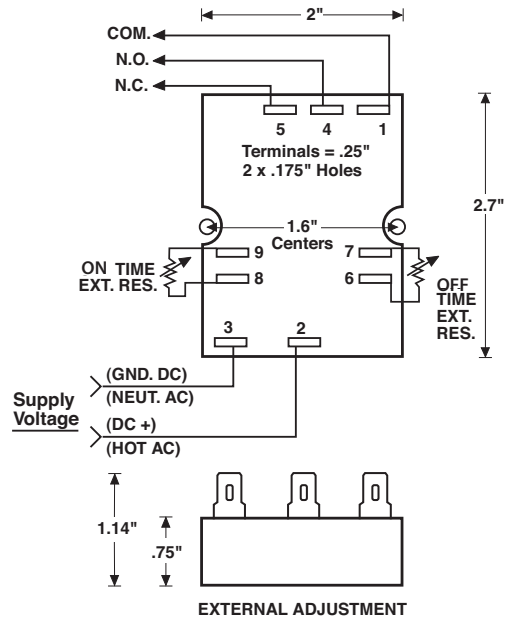 2"
COM.
N.O.
N.C.
5 4 1
Terminals = .25"
2 x .175" Holes
2.7"
1.6"
Centers
9 7
8 6
ON TIME
EXT. RES.
OFF
TIME
EXT.
RES.
3 2
(GND. DC)
(NEUT. AC)
Supply
Voltage
(DC +)
(HOT AC)
1.14"
.75"
EXTERNAL ADJUSTMENT